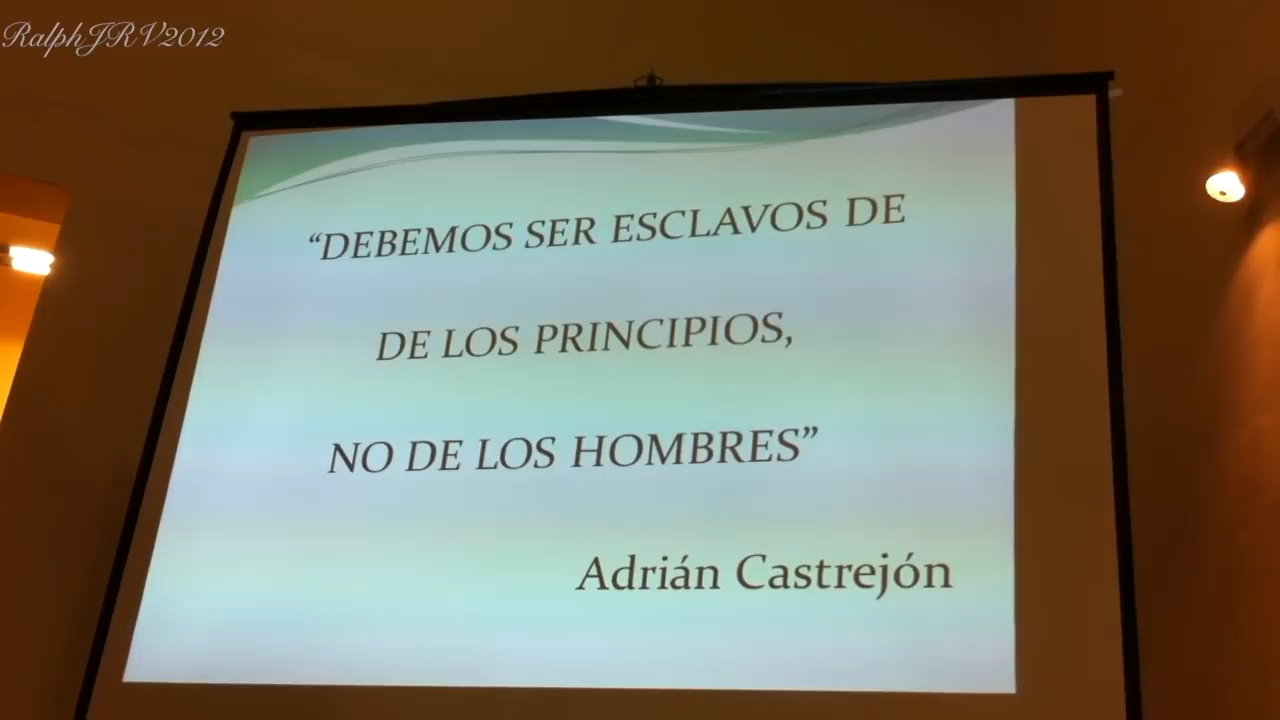 RalphJRV2012
“DEBEMOS SER ESCLAVOS DE
DE LOS PRINCIPIOS,
NO DE LOS HOMBRES”
Adrián Castrejón